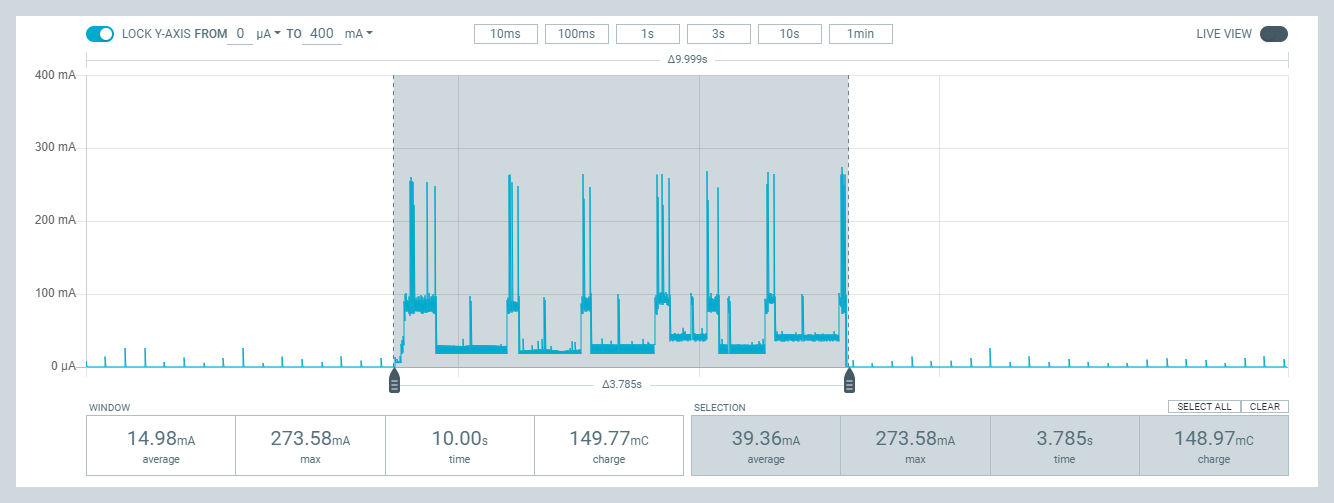 LOCK Y-AXIS FROM 0 µA TO 400 mA
10ms 100ms 1s 3s 10s 1min
LIVE VIEW
Δ9.999s
400 mA
300 mA
200 mA
100 mA
0 µA
Δ3.785s
WINDOW
SELECTION
SELECT ALL CLEAR
14.98mA 273.58mA 10.00s 149.77mC
average max time charge
39.36mA 273.58mA 3.785s 148.97mC
average max time charge